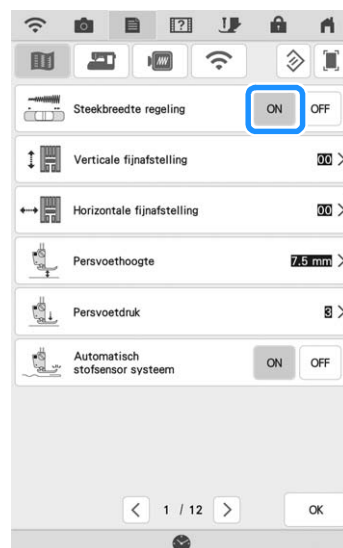 Steekbreedte regeling ON OFF
Verticale fijnafstelling 00
Horizontale fijnafstelling 00
Persvoethoogte 7.5 mm
Persvoetdruk 3
Automatisch
stofsensor systeem ON OFF
1 / 12 OK